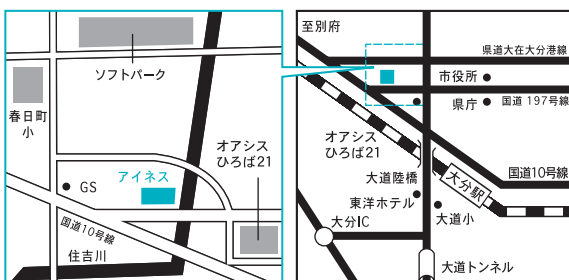 ソフトパーク
春日町
小
オアシス
ひろば21
アイネス
GS
国道10号線
住吉川
至別府
県道大在大分港線
市役所
県庁
国道 197号線
オアシス
ひろば21
国道10号線
大道陸橋
大分駅
東洋ホテル
大道小
大分IC
大道トンネル